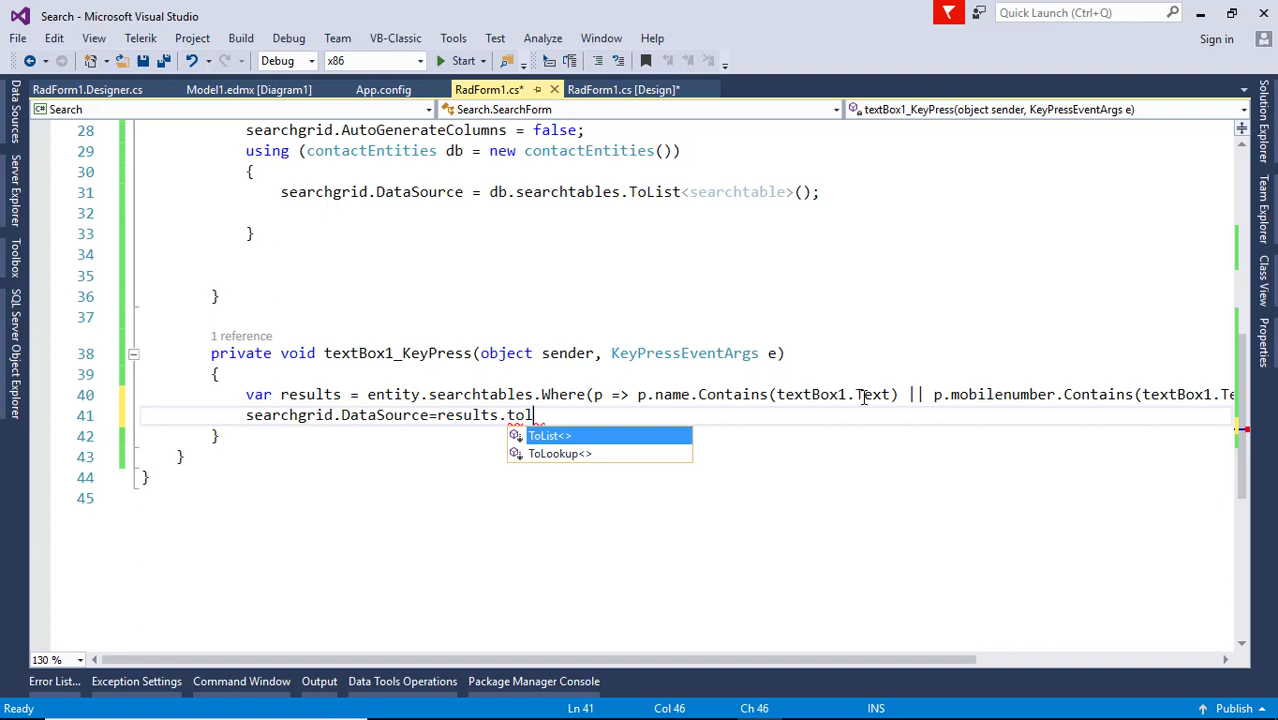 Search - Microsoft Visual Studio
Quick Launch (Ctrl+Q)
File Edit View Telerik Project Build Debug Team VB-Classic Tools Test Analyze Window Help
Sign in
Debug x86 Start
RadForm1.Designer.cs Model1.edmx [Diagram1] App.config RadForm1.cs* RadForm1.cs [Design]*
Search Search.SearchForm textBox1_KeyPress(object sender, KeyPressEventArgs e)
Data Sources
Server Explorer
Toolbox
SQL Server Object Explorer
28 searchgrid.AutoGenerateColumns = false;
29 using (contactEntities db = new contactEntities())
30 {
31 searchgrid.DataSource = db.searchtables.ToList<searchtable>();
32
33 }
34
35
36 }
37
1 reference
38 private void textBox1_KeyPress(object sender, KeyPressEventArgs e)
39 {
40 var results = entity.searchtables.Where(p => p.name.Contains(textBox1.Text) || p.mobilenumber.Contains(textBox1.Te
41 searchgrid.DataSource=results.tol
ToList<>
ToLookup<>
42 }
43 }
44 }
45
Solution Explorer
Team Explorer
Class View
Properties
130 %
Error List... Exception Settings Command Window Output Data Tools Operations Package Manager Console
Ready Ln 41 Col 46 Ch 46 INS Publish